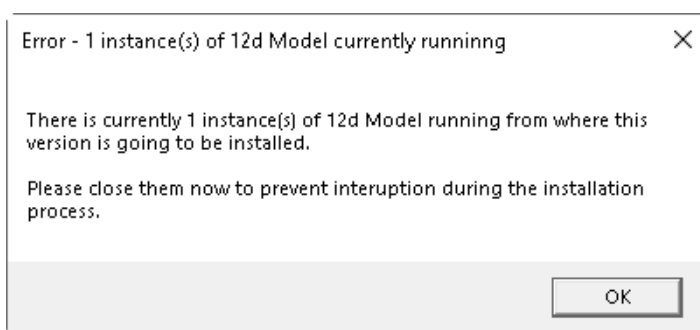 Error - 1 instance(s) of 12d Model currently runninng
There is currently 1 instance(s) of 12d Model running from where this
version is going to be installed.
Please close them now to prevent interuption during the installation
process.
OK